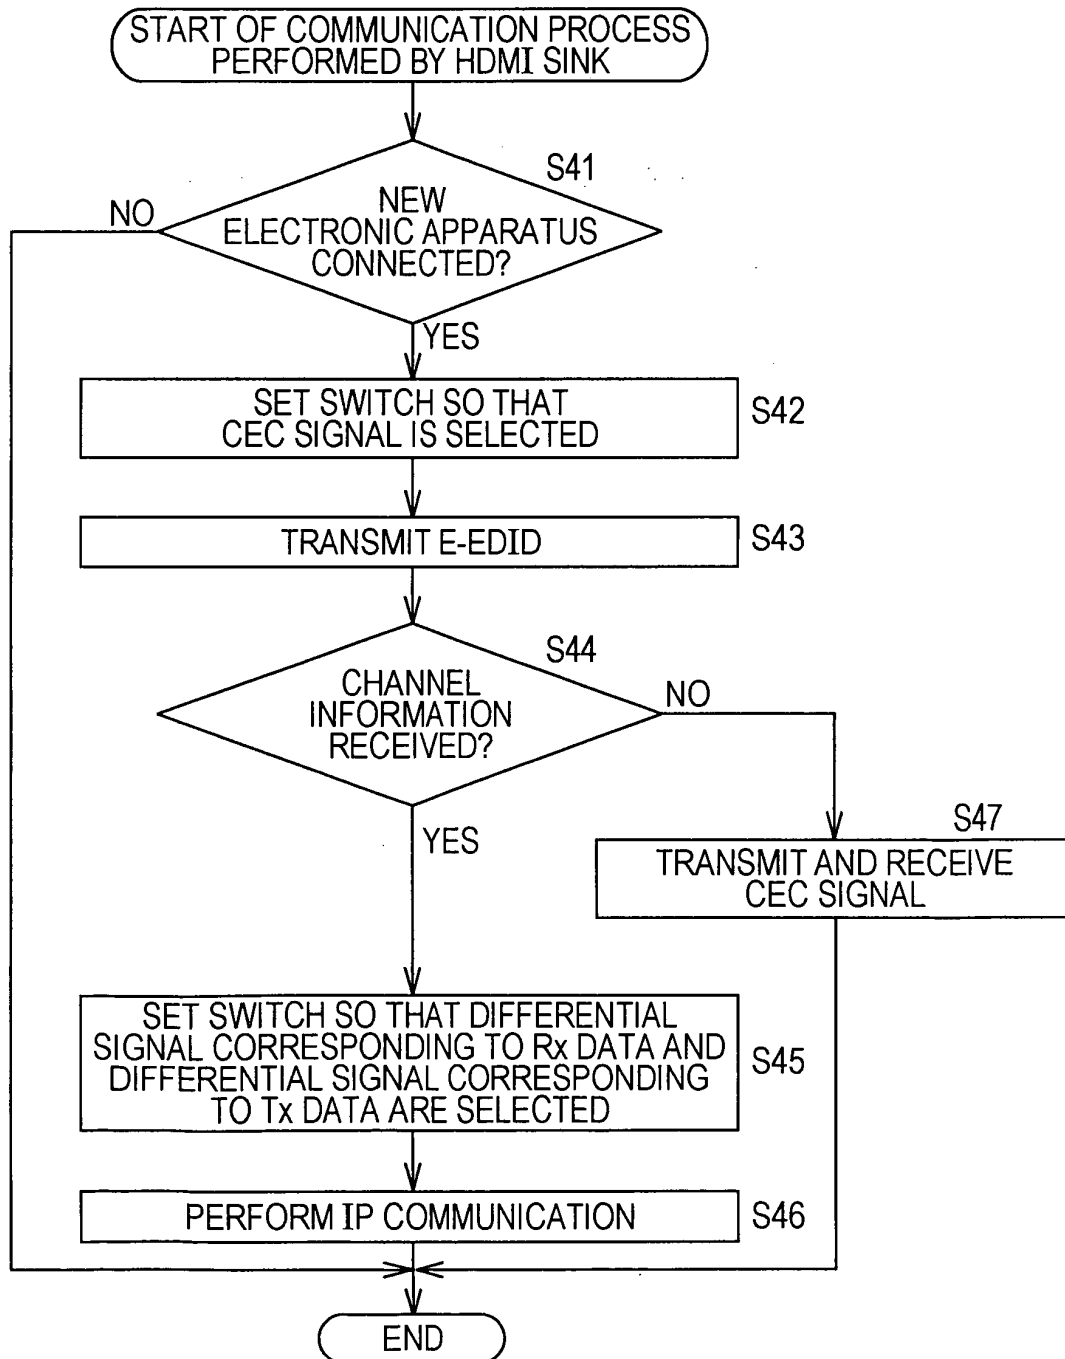 START OF COMMUNICATION PROCESS
PERFORMED BY HDMI SINK
S41
NO
NEW
ELECTRONIC APPARATUS
CONNECTED?
YES
SET SWITCH SO THAT
CEC SIGNAL IS SELECTED
S42
TRANSMIT E-EDID
S43
S44
CHANNEL
INFORMATION
RECEIVED?
NO
YES
S47
TRANSMIT AND RECEIVE
CEC SIGNAL
SET SWITCH SO THAT DIFFERENTIAL
SIGNAL CORRESPONDING TO Rx DATA AND
DIFFERENTIAL SIGNAL CORRESPONDING
TO Tx DATA ARE SELECTED
S45
PERFORM IP COMMUNICATION
S46
END